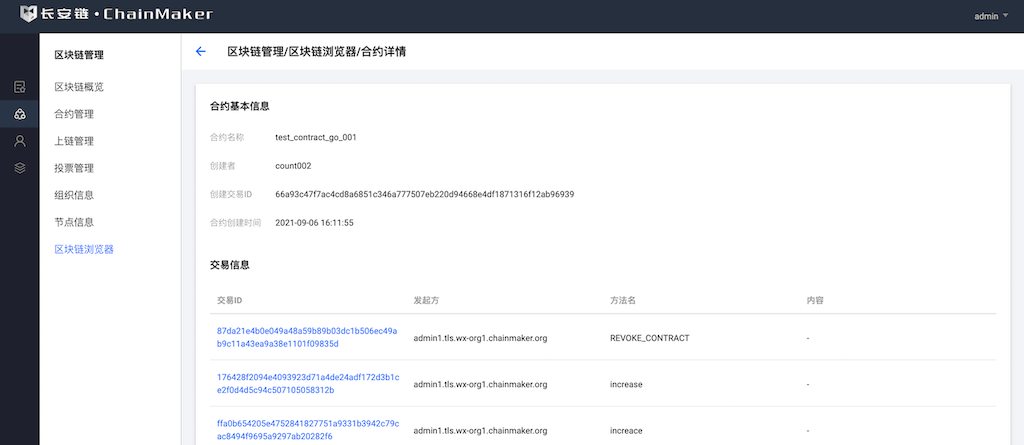 长安链·ChainMaker
admin
区块链管理
区块链概览
合约管理
上链管理
投票管理
组织信息
节点信息
区块链浏览器
区块链管理/区块链浏览器/合约详情
合约基本信息
合约名称 test_contract_go_001
创建者 count002
创建交易ID 66a93c47f7ac4cd8a6851c346a777507eb220d94668e4df1871316f12ab96939
合约创建时间 2021-09-06 16:11:55
交易信息
交易ID 发起方 方法名 内容
87da21e4b0e049a48a59b89b03dc1b506ec49a
b9c11a43ea9a38e1101f09835d
admin1.tls.wx-org1.chainmaker.org REVOKE_CONTRACT -
176428f2094e4093923d71a4de24adf172d3b1c
e2f0d4d5c94c507105058312b
admin1.tls.wx-org1.chainmaker.org increase -
ffa0b654205e4752841827751a9331b3942c79c
ac8494f9695a9297ab20282f6
admin1.tls.wx-org1.chainmaker.org increace -